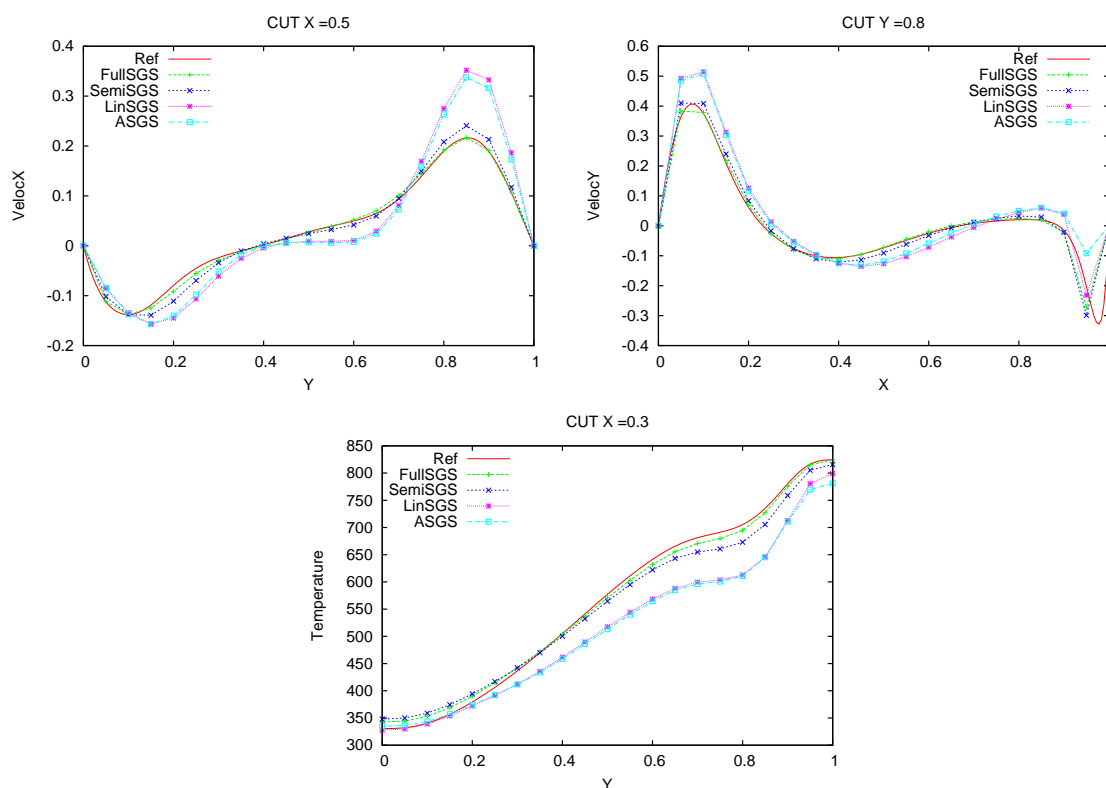 CUT X =0.5
0.4
0.3
0.2
0.1
0
-0.1
-0.2
VelocX
Ref
FullSGS
SemiSGS
LinSGS
ASGS
0 0.2 0.4 0.6 0.8 1
Y
CUT Y =0.8
0.6
0.5
0.4
0.3
0.2
0.1
0
-0.1
-0.2
-0.3
-0.4
VelocY
Ref
FullSGS
SemiSGS
LinSGS
ASGS
0 0.2 0.4 0.6 0.8
X
CUT X =0.3
850
800
750
700
650
600
550
500
450
400
350
300
Temperature
Ref
FullSGS
SemiSGS
LinSGS
ASGS
0 0.2 0.4 0.6 0.8 1
Y